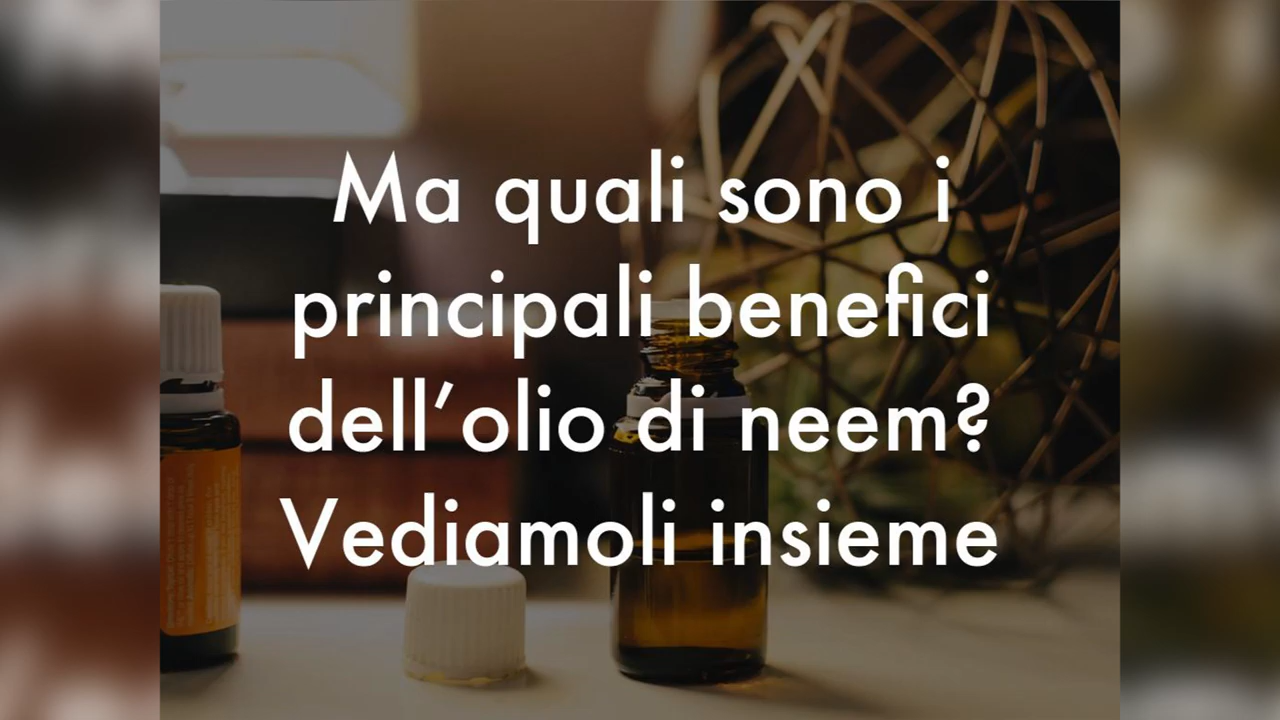 Ma quali sono i
principali benefici
dell’olio di neem?
Vediamoli insieme